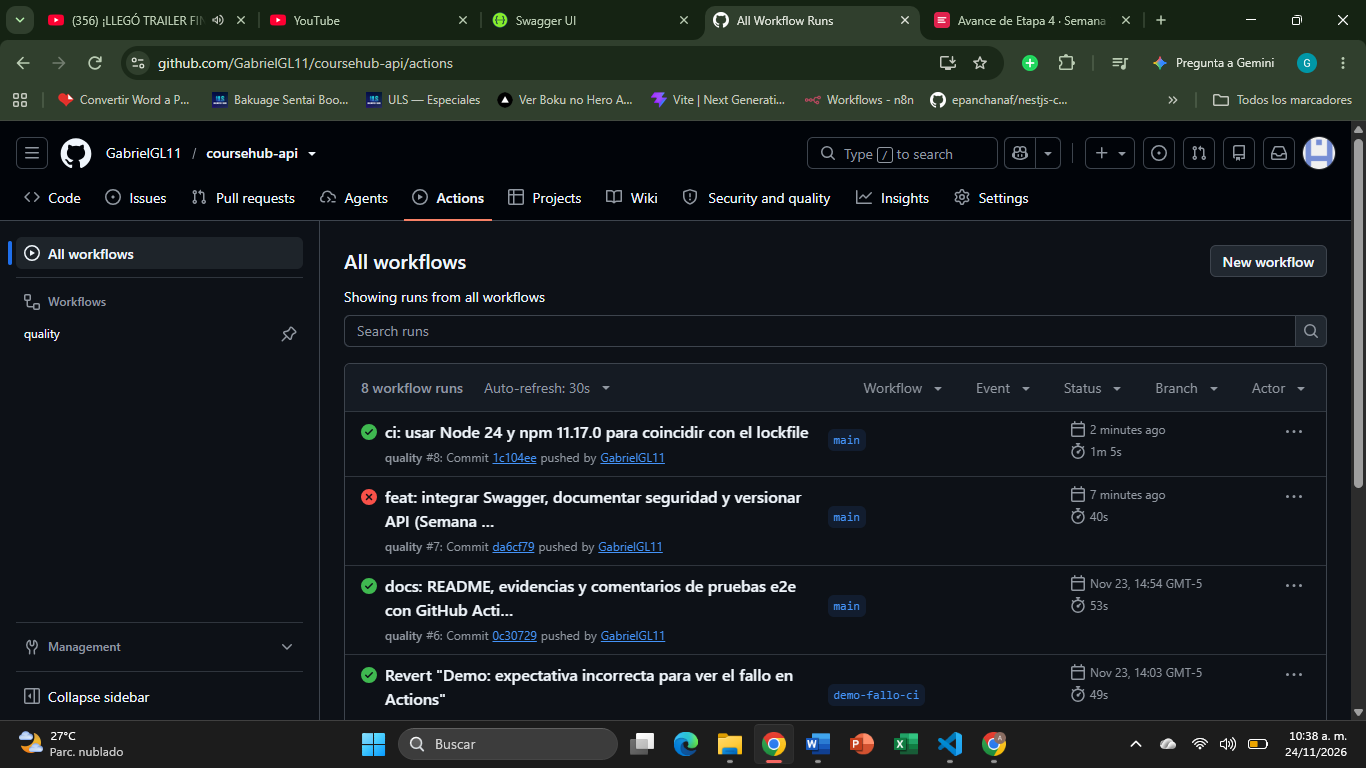 (356) ¡LLEGÓ TRAILER FIN
YouTube
Swagger UI
All Workflow Runs
Avance de Etapa 4 · Semana
github.com/GabrielGL11/coursehub-api/actions
Pregunta a Gemini
G
Convertir Word a P...
Bakuage Sentai Boo...
ULS — Especiales
Ver Boku no Hero A...
Vite | Next Generati...
Workflows - n8n
epanchanaf/nestjs-c...
Todos los marcadores
GabrielGL11 / coursehub-api
Type / to search
Code
Issues
Pull requests
Agents
Actions
Projects
Wiki
Security and quality
Insights
Settings
All workflows
Workflows
quality
Management
Collapse sidebar
All workflows
New workflow
Showing runs from all workflows
Search runs
8 workflow runs
Auto-refresh: 30s
Workflow
Event
Status
Branch
Actor
ci: usar Node 24 y npm 11.17.0 para coincidir con el lockfile
quality #8: Commit 1c104ee pushed by GabrielGL11
main
2 minutes ago
1m 5s
feat: integrar Swagger, documentar seguridad y versionar
API (Semana ...
quality #7: Commit da6cf79 pushed by GabrielGL11
main
7 minutes ago
40s
docs: README, evidencias y comentarios de pruebas e2e
con GitHub Acti...
quality #6: Commit 0c30729 pushed by GabrielGL11
main
Nov 23, 14:54 GMT-5
53s
Revert "Demo: expectativa incorrecta para ver el fallo en
Actions"
demo-fallo-ci
Nov 23, 14:03 GMT-5
49s
27°C
Parc. nublado
Buscar
10:38 a. m.
24/11/2026